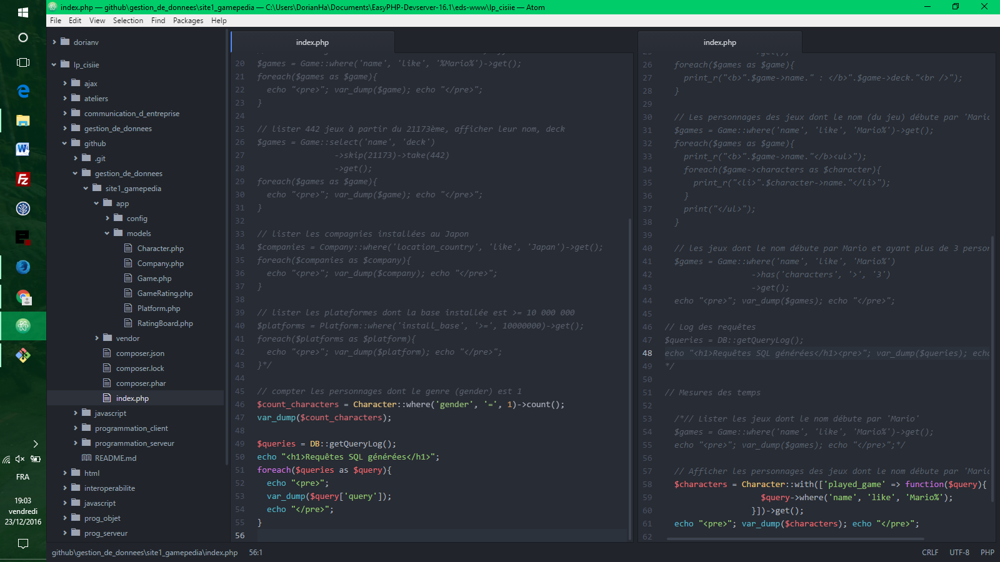 index.php — github\gestion_de_donnees\site1_gamepedia — C:\Users\DorianHa\Documents\EasyPHP-Devserver-16.1\eds-www\lp_cisiie — Atom
File Edit View Selection Find Packages Help
dorianv
lp_cisiie
ajax
ateliers
communication_d_entreprise
gestion_de_donnees
github
.git
gestion_de_donnees
site1_gamepedia
app
config
models
Character.php
Company.php
Game.php
GameRating.php
Platform.php
RatingBoard.php
vendor
composer.json
composer.lock
composer.phar
index.php
javascript
programmation_client
programmation_serveur
README.md
html
interoperabilite
javascript
prog_objet
prog_serveur
FRA
19:03
vendredi
23/12/2016
index.php
20 $games = Game::where('name', 'like', '%Mario%')->get();
21 foreach($games as $game){
22 echo "<pre>"; var_dump($game); echo "</pre>";
23 }
24
25 // lister 442 jeux à partir du 21173ème, afficher leur nom, deck
26 $games = Game::select('name', 'deck')
27 ->skip(21173)->take(442)
28 ->get();
29 foreach($games as $game){
30 echo "<pre>"; var_dump($game); echo "</pre>";
31 }
32
33 // lister les compagnies installées au Japon
34 $companies = Company::where('location_country', 'like', 'Japan')->get();
35 foreach($companies as $company){
36 echo "<pre>"; var_dump($company); echo "</pre>";
37 }
38
39 // lister les plateformes dont la base installée est >= 10 000 000
40 $platforms = Platform::where('install_base', '>=', 10000000)->get();
41 foreach($platforms as $platform){
42 echo "<pre>"; var_dump($platform); echo "</pre>";
43 }*/
44
45 // compter les personnages dont le genre (gender) est 1
46 $count_characters = Character::where('gender', '=', 1)->count();
47 var_dump($count_characters);
48
49 $queries = DB::getQueryLog();
50 echo "<h1>Requêtes SQL générées</h1>";
51 foreach($queries as $query){
52 echo "<pre>";
53 var_dump($query['query']);
54 echo "</pre>";
55 }
56
index.php
->get();
26 foreach($games as $game){
27 print_r("<b>".$game->name." : </b>".$game->deck."<br />");
28 }
29
30 // Les personnages des jeux dont le nom (du jeu) débute par 'Mario
31 $games = Game::where('name', 'like', 'Mario%')->get();
32 foreach($games as $game){
33 print_r("<b>".$game->name."</b><ul>");
34 foreach($game->characters as $character){
35 print_r("<li>".$character->name."</li>");
36 }
37 print("</ul>");
38 }
39
40 // les jeux dont le nom débute par Mario et ayant plus de 3 person
41 $games = Game::where('name', 'like', 'Mario%')
42 ->has('characters', '>', '3')
43 ->get();
44 echo "<pre>"; var_dump($games); echo "</pre>";
45
46 // Log des requêtes
47 $queries = DB::getQueryLog();
48 echo "<h1>Requêtes SQL générées</h1><pre>"; var_dump($queries); echo
49 */
50
51 // Mesures des temps
52
53 /*// Lister les jeux dont le nom débute par 'Mario'
54 $games = Game::where('name', 'like', 'Mario%')->get();
55 echo "<pre>"; var_dump($games); echo "</pre>";*/
56
57 // Afficher les personnages des jeux dont le nom débute par 'Mario
58 $characters = Character::with(['played_game' => function($query){
59 $query->where('name', 'like', 'Mario%');
60 }])->get();
61 echo "<pre>"; var_dump($characters); echo "</pre>";
62
github\gestion_de_donnees\site1_gamepedia\index.php 56:1 CRLF UTF-8 PHP